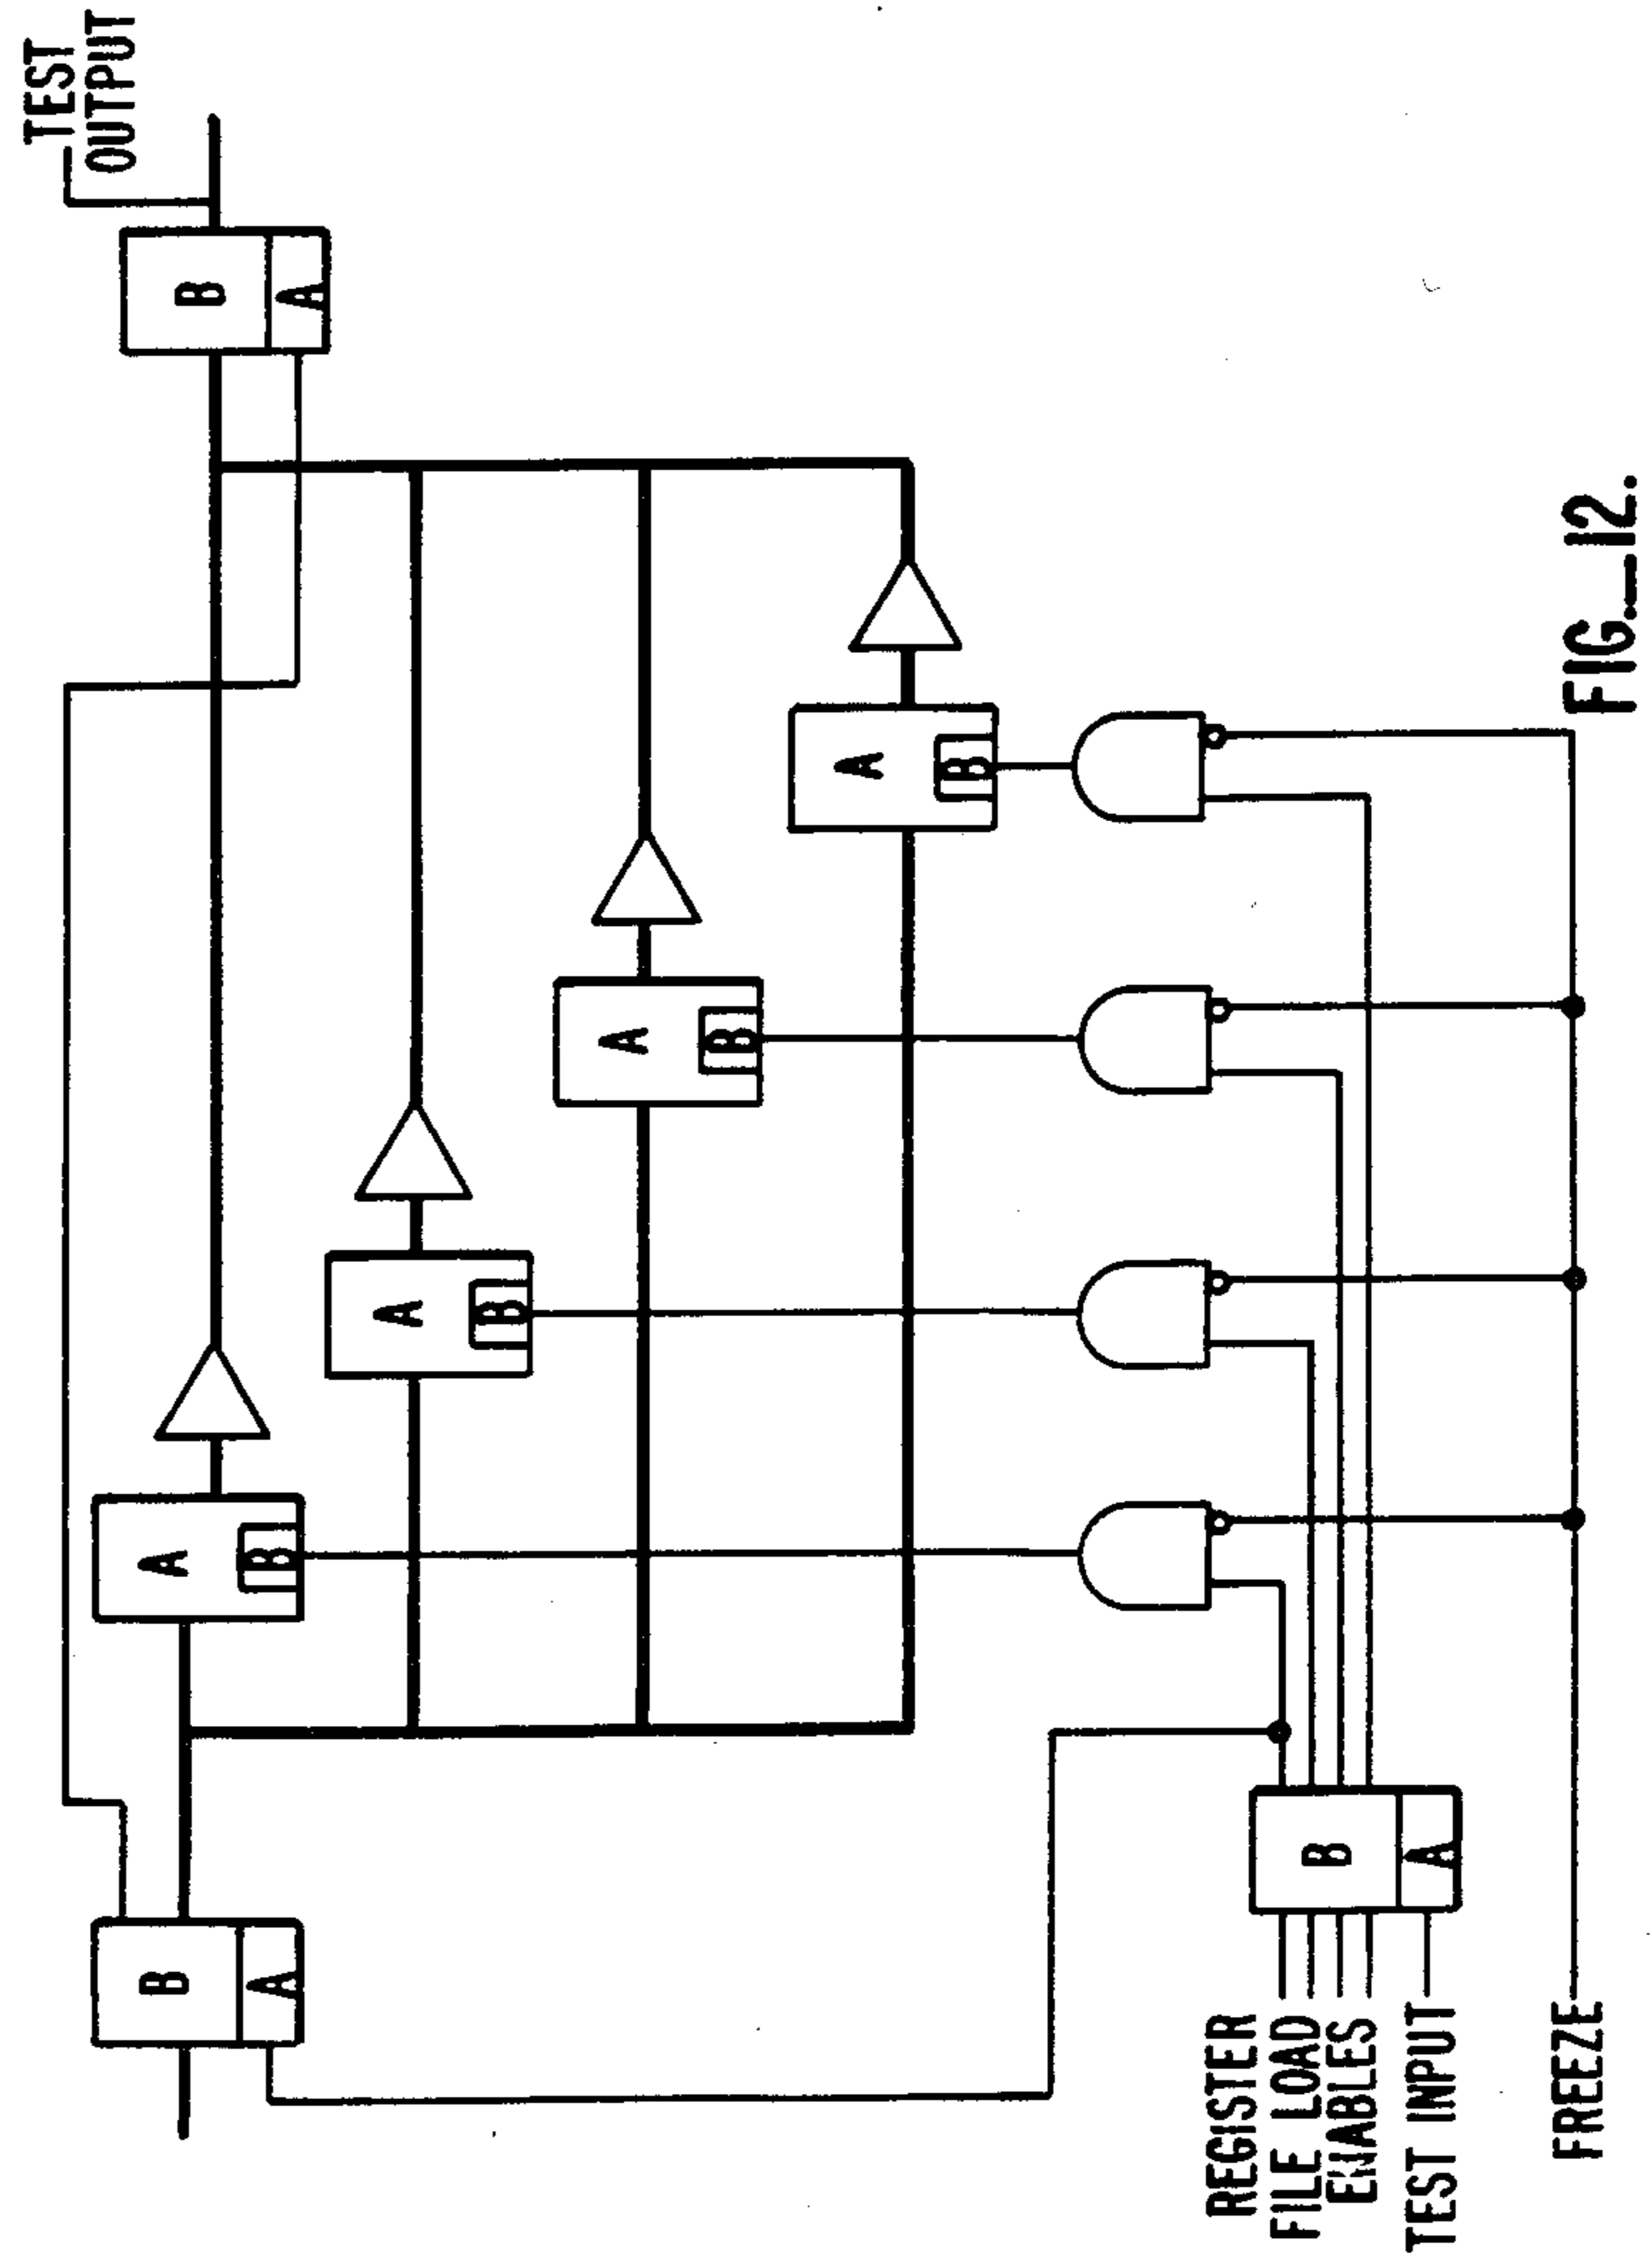 TEST
OUTPUT
B
A
A
B
A
B
A
B
A
B
B
A
B
A
REGISTER
FILE LOAD
ENABLES
TEST INPUT
FREEZE
FIG._12.